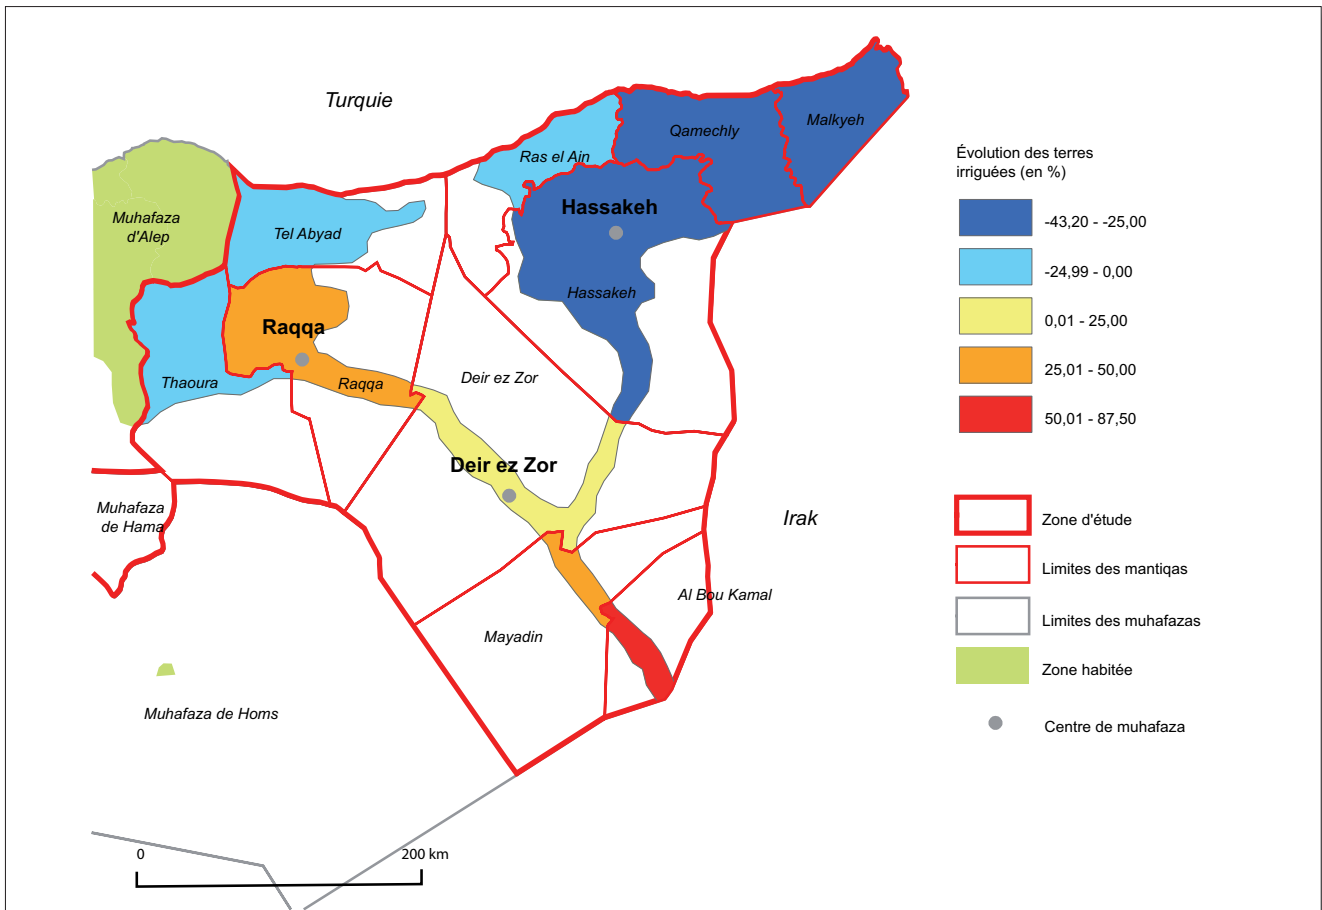 Turquie
Malkyeh
Qamechly
Ras el Ain
Hassakeh
Muhafaza
d'Alep
Tel Abyad
Hassakeh
Raqqa
Thaoura
Raqqa
Deir ez Zor
Deir ez Zor
Muhafaza
de Hama
Irak
Al Bou Kamal
Mayadin
Muhafaza de Homs
0
200 km
Évolution des terres
irriguées (en %)
-43,20 - -25,00
-24,99 - 0,00
0,01 - 25,00
25,01 - 50,00
50,01 - 87,50
Zone d'étude
Limites des mantiqas
Limites des muhafazas
Zone habitée
Centre de muhafaza